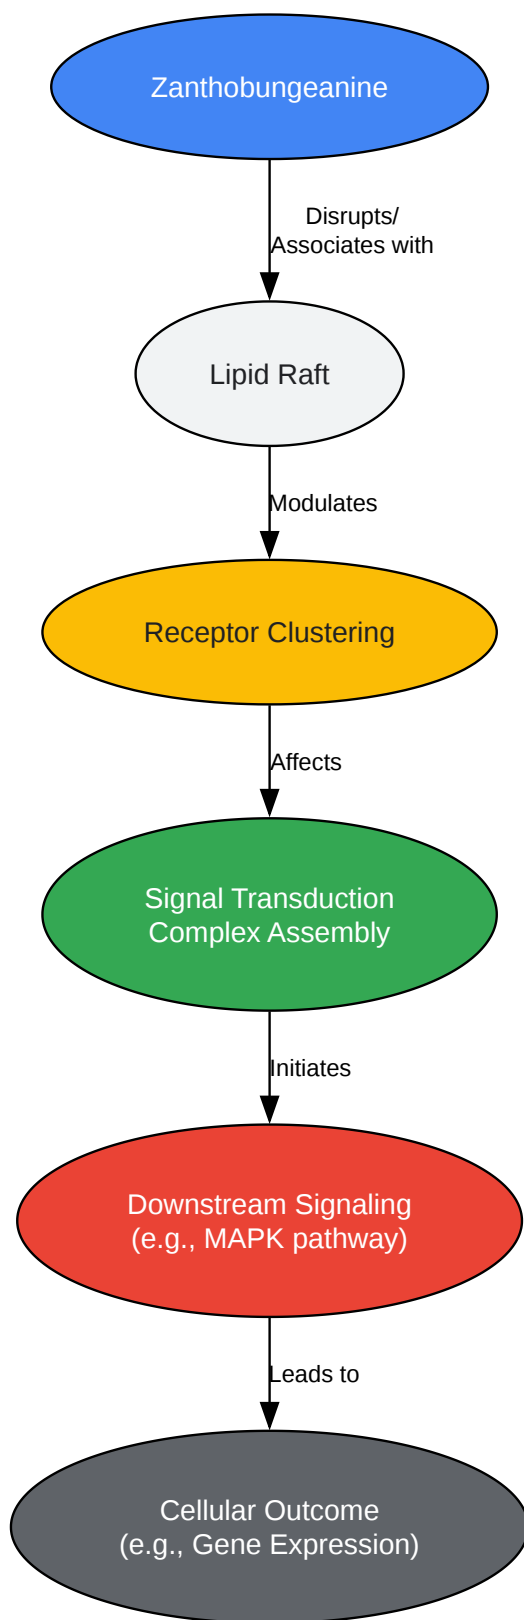 Zanthobungeanine
Disrupts/
Associates with
Lipid Raft
Modulates
Receptor Clustering
Affects
Signal Transduction
Complex Assembly
Initiates
Downstream Signaling
(e.g., MAPK pathway)
Leads to
Cellular Outcome
(e.g., Gene Expression)